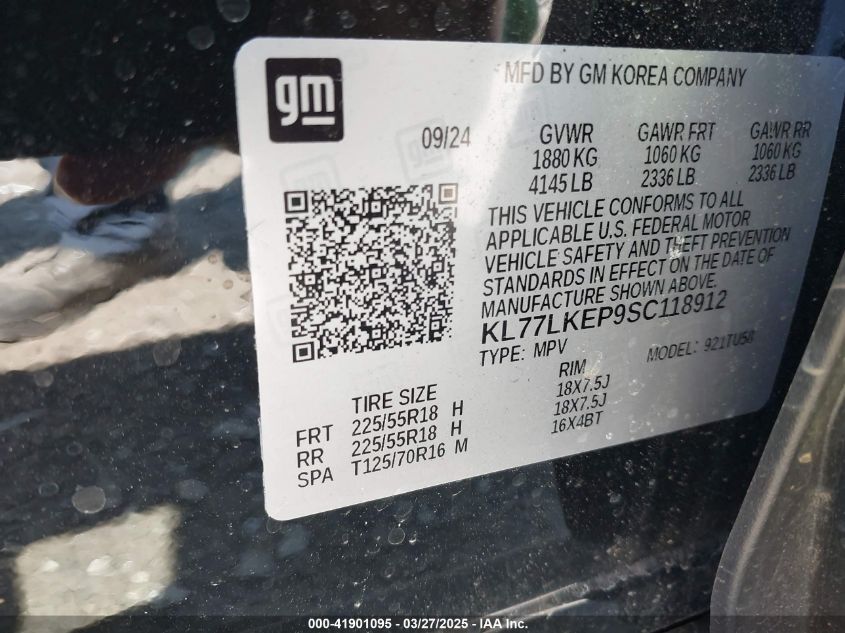 gm
MFD BY GM KOREA COMPANY
09/24
GVWR GAWR FRT GAWR RR
1880 KG 1060 KG 1060 KG
4145 LB 2336 LB 2336 LB
THIS VEHICLE CONFORMS TO ALL
APPLICABLE U.S. FEDERAL MOTOR
VEHICLE SAFETY AND THEFT PREVENTION
STANDARDS IN EFFECT ON THE DATE OF
MANUFACTURE SHOWN ABOVE.
KL77LKEP9SC118912
TYPE: MPV MODEL: 921TU58
TIRE SIZE RIM
FRT 225/55R18 H 18X7.5J
RR 225/55R18 H 18X7.5J
SPA T125/70R16 M 16X4BT
000-41901095 — 03/27/2025 — IAA Inc.